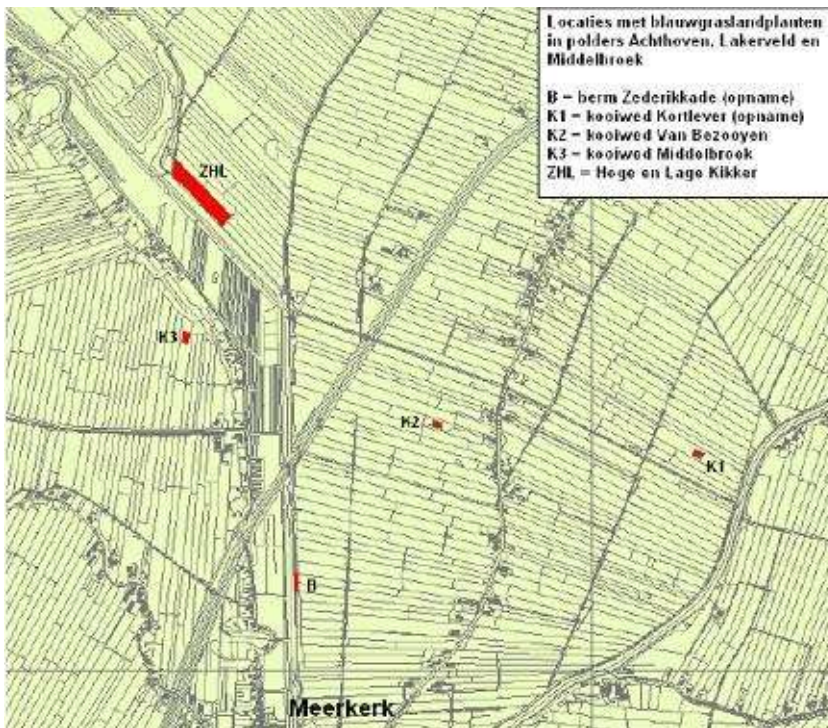 Locaties met blauwgraslandplanten
in polders Achthoven, Lakerveld en
Middelbroek
B = berm Zederikkade (opname)
K1 = kooiwed Kortlever (opname)
K2 = kooiwed Van Bezooyen
K3 = kooiwed Middelbroek
ZHL = Hoge en Lage Kikker
ZHL
K3
K2
K1
B
Meerkerk